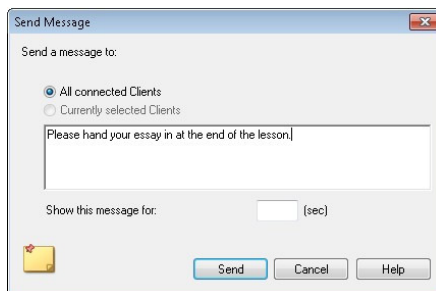 Send Message
Send a message to:
All connected Clients
Currently selected Clients
Please hand your essay in at the end of the lesson.
Show this message for: (sec)
Send Cancel Help